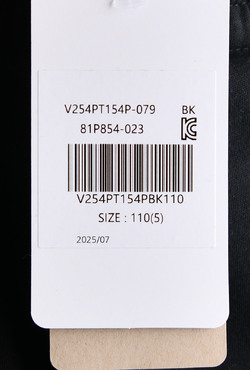 V254PT154P-079 BK
81P854-023
V254PT154PBK110
SIZE : 110(5)
2025/07